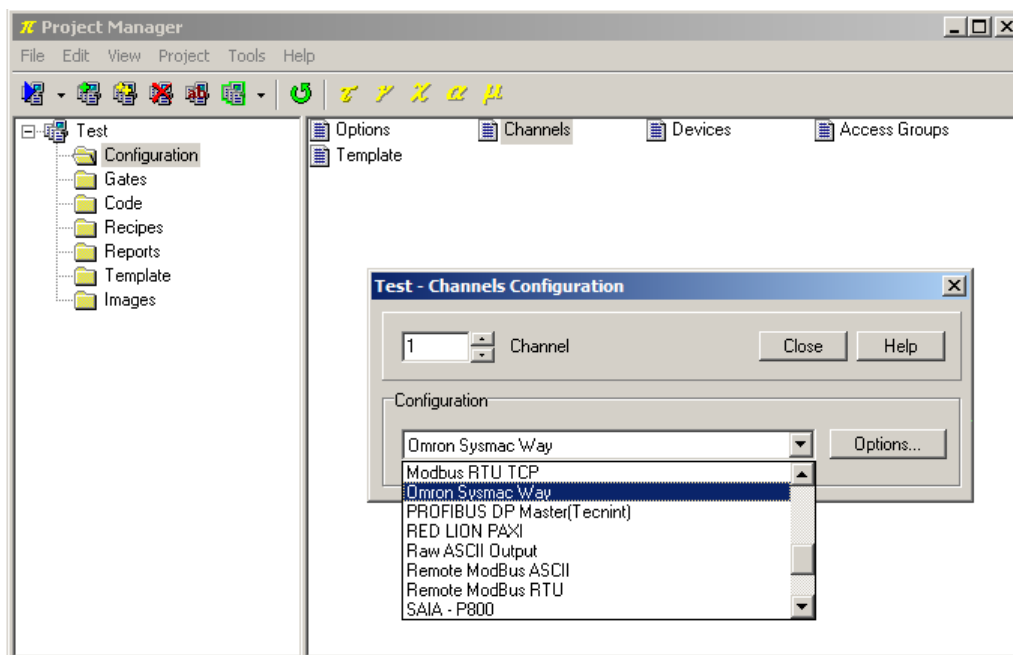 Project Manager
File Edit View Project Tools Help
Test
Configuration
Gates
Code
Recipes
Reports
Template
Images
Options Channels Devices Access Groups
Template
Test - Channels Configuration
1 Channel Close Help
Configuration
Omron Sysmac Way Options...
Modbus RTU TCP
Omron Sysmac Way
PROFIBUS DP Master(Tecnint)
RED LION PAXI
Raw ASCII Output
Remote ModBus ASCII
Remote ModBus RTU
SAIA - P800